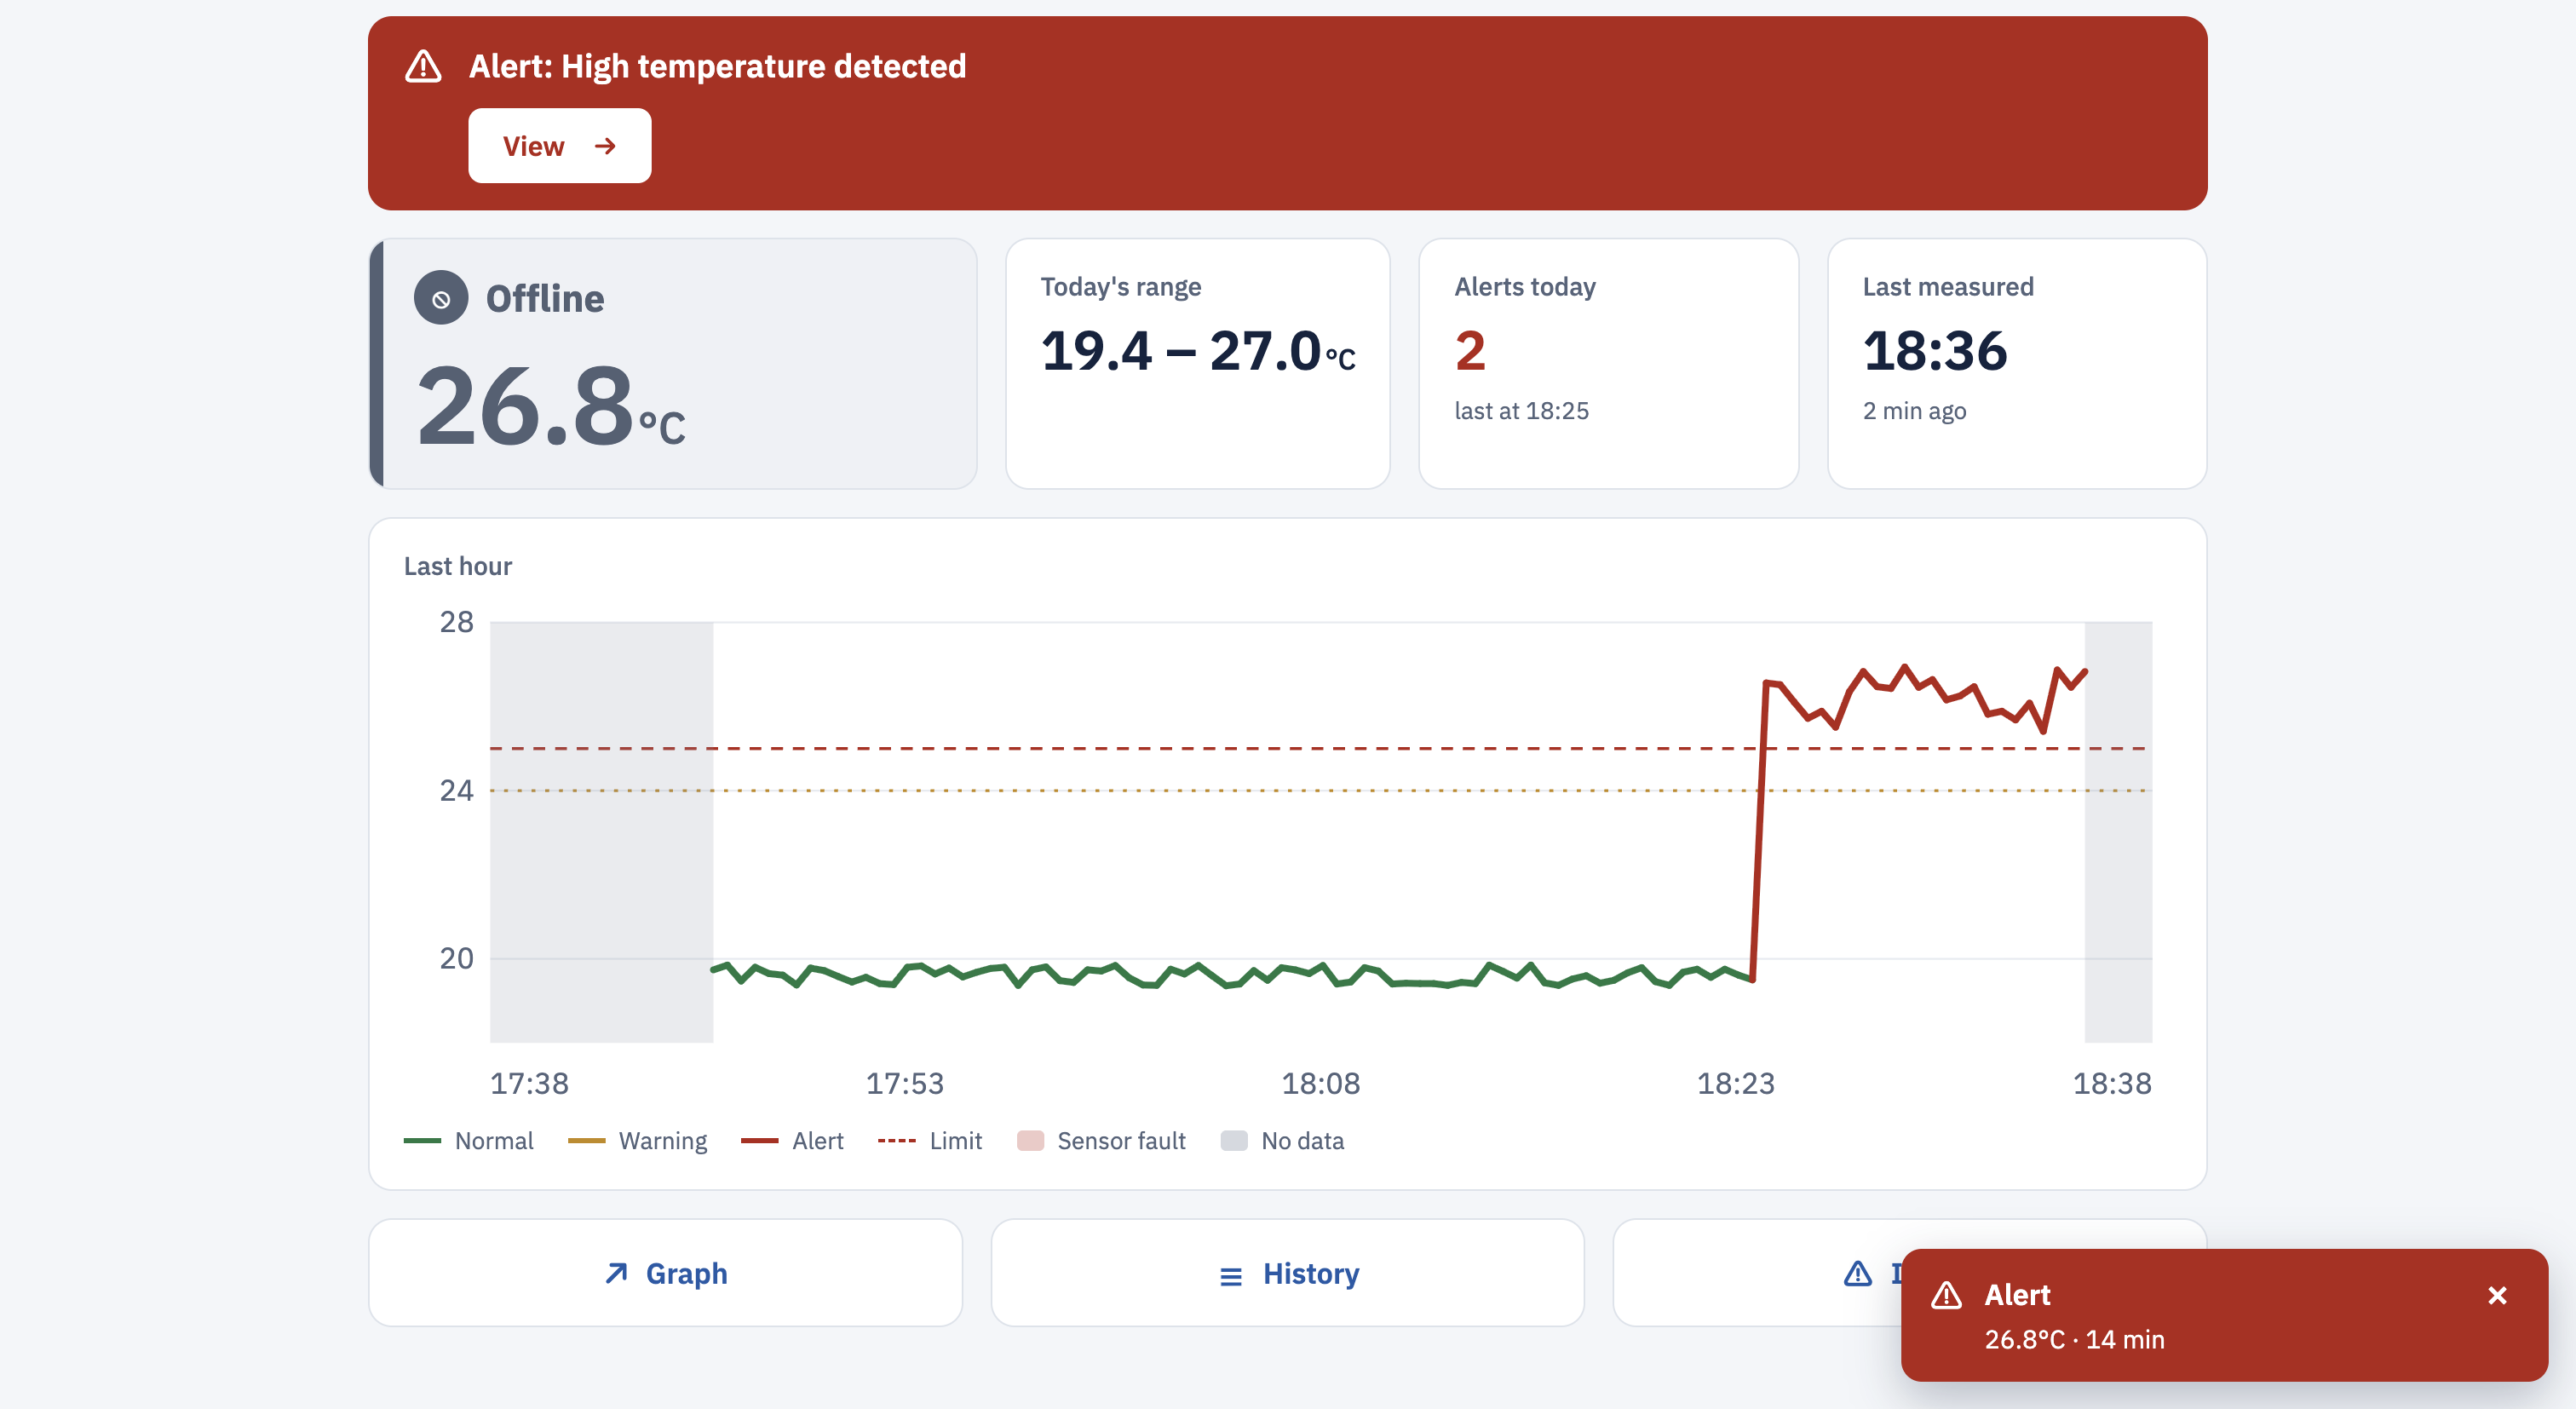 Alert: High temperature detected
View →
Offline
26.8°C
Today's range
19.4 – 27.0°C
Alerts today
2
last at 18:25
Last measured
18:36
2 min ago
Last hour
28
24
20
17:38 17:53 18:08 18:23 18:38
Normal Warning Alert Limit Sensor fault No data
Graph
History
Alert
26.8°C · 14 min